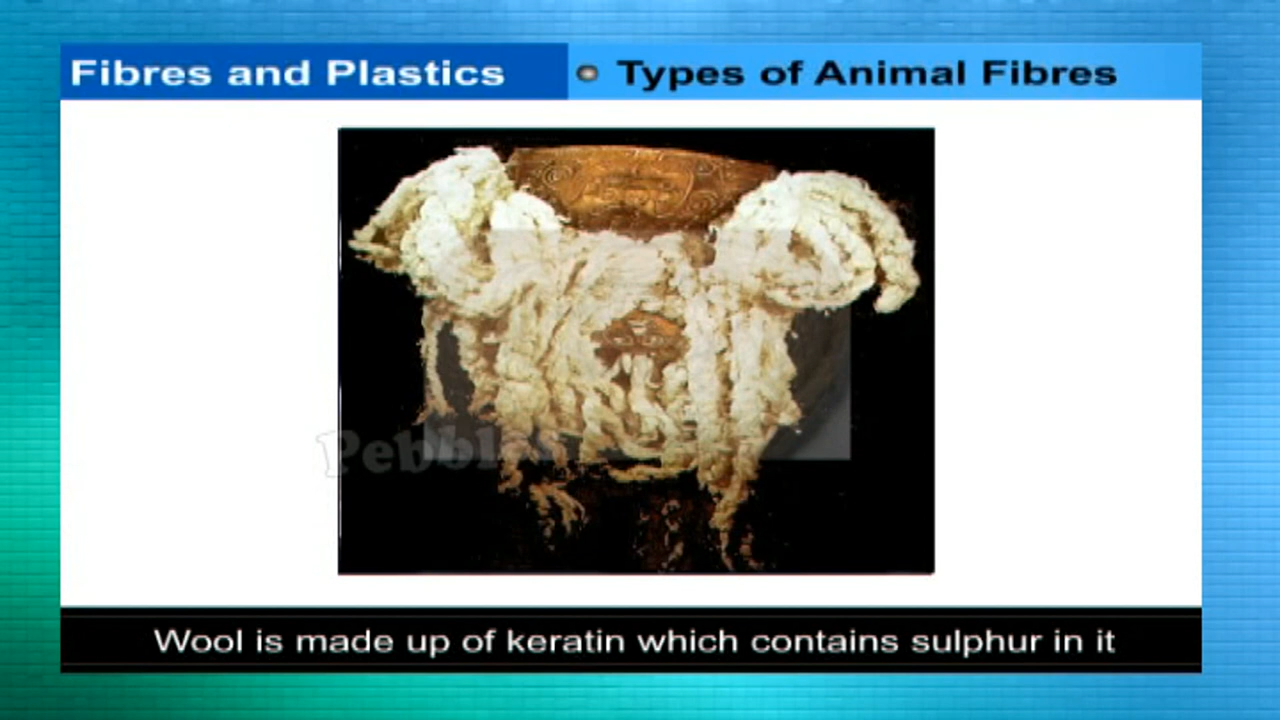 Fibres and Plastics
Types of Animal Fibres
Pebbles
Wool is made up of keratin which contains sulphur in it